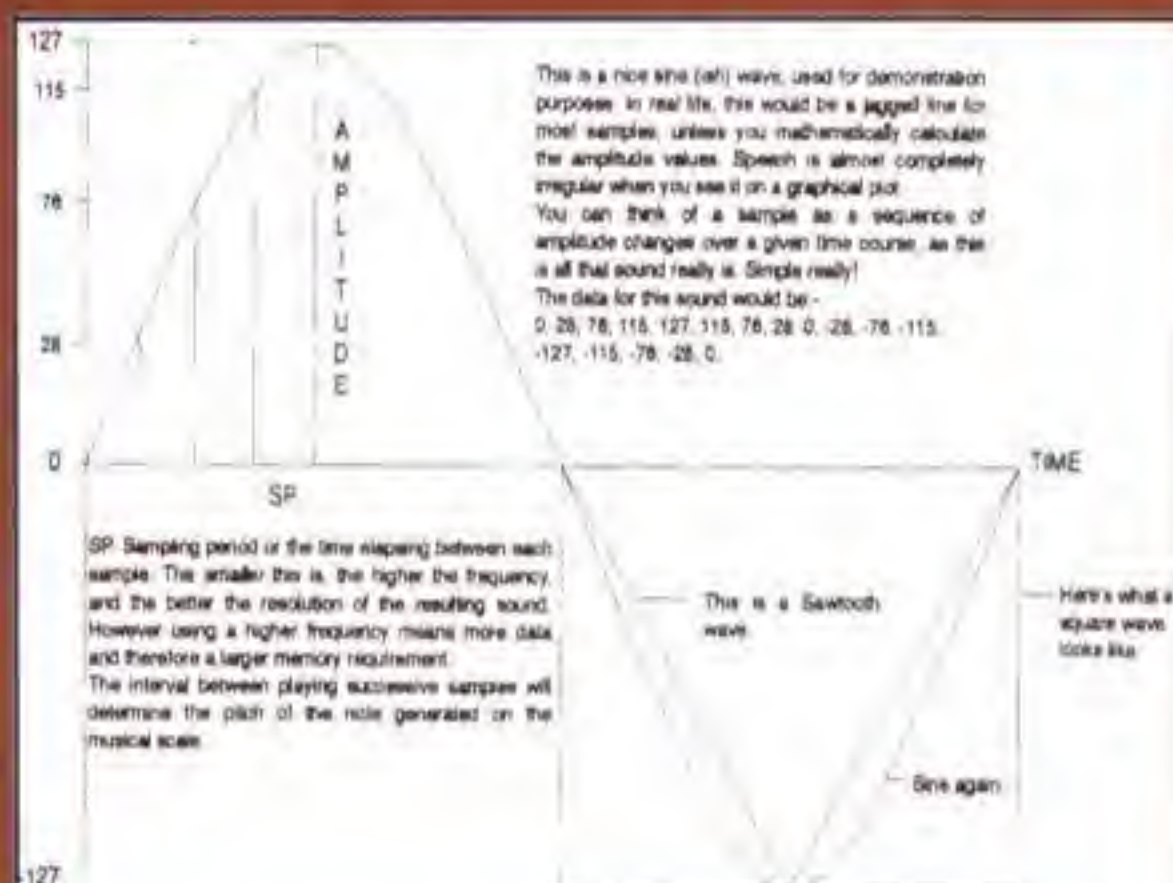 127
115
76
28
0
-127
A
M
P
L
I
T
U
D
E
This is a nice sine (ish) wave, used for demonstration
purposes. In real life, this would be a jagged line for
most samples, unless you mathematically calculate
the amplitude values. Speech is almost completely
irregular when you see it on a graphical plot
You can think of a sample as a sequence of
amplitude changes over a given time course, as this
is all that sound really is. Simple really!
The data for this sound would be -
0, 28, 76, 115, 127, 115, 76, 28, 0, -28, -76, -115,
-127, -115, -76, -28, 0.
SP
TIME
SP. Sampling period or the time elapsing between each
sample. The smaller this is, the higher the frequency,
and the better the resolution of the resulting sound.
However using a higher frequency means more data
and therefore a larger memory requirement.
The interval between playing successive samples will
determine the pitch of the note generated on the
musical scale.
This is a Sawtooth
wave.
Here's what a
square wave
looks like
Sine again